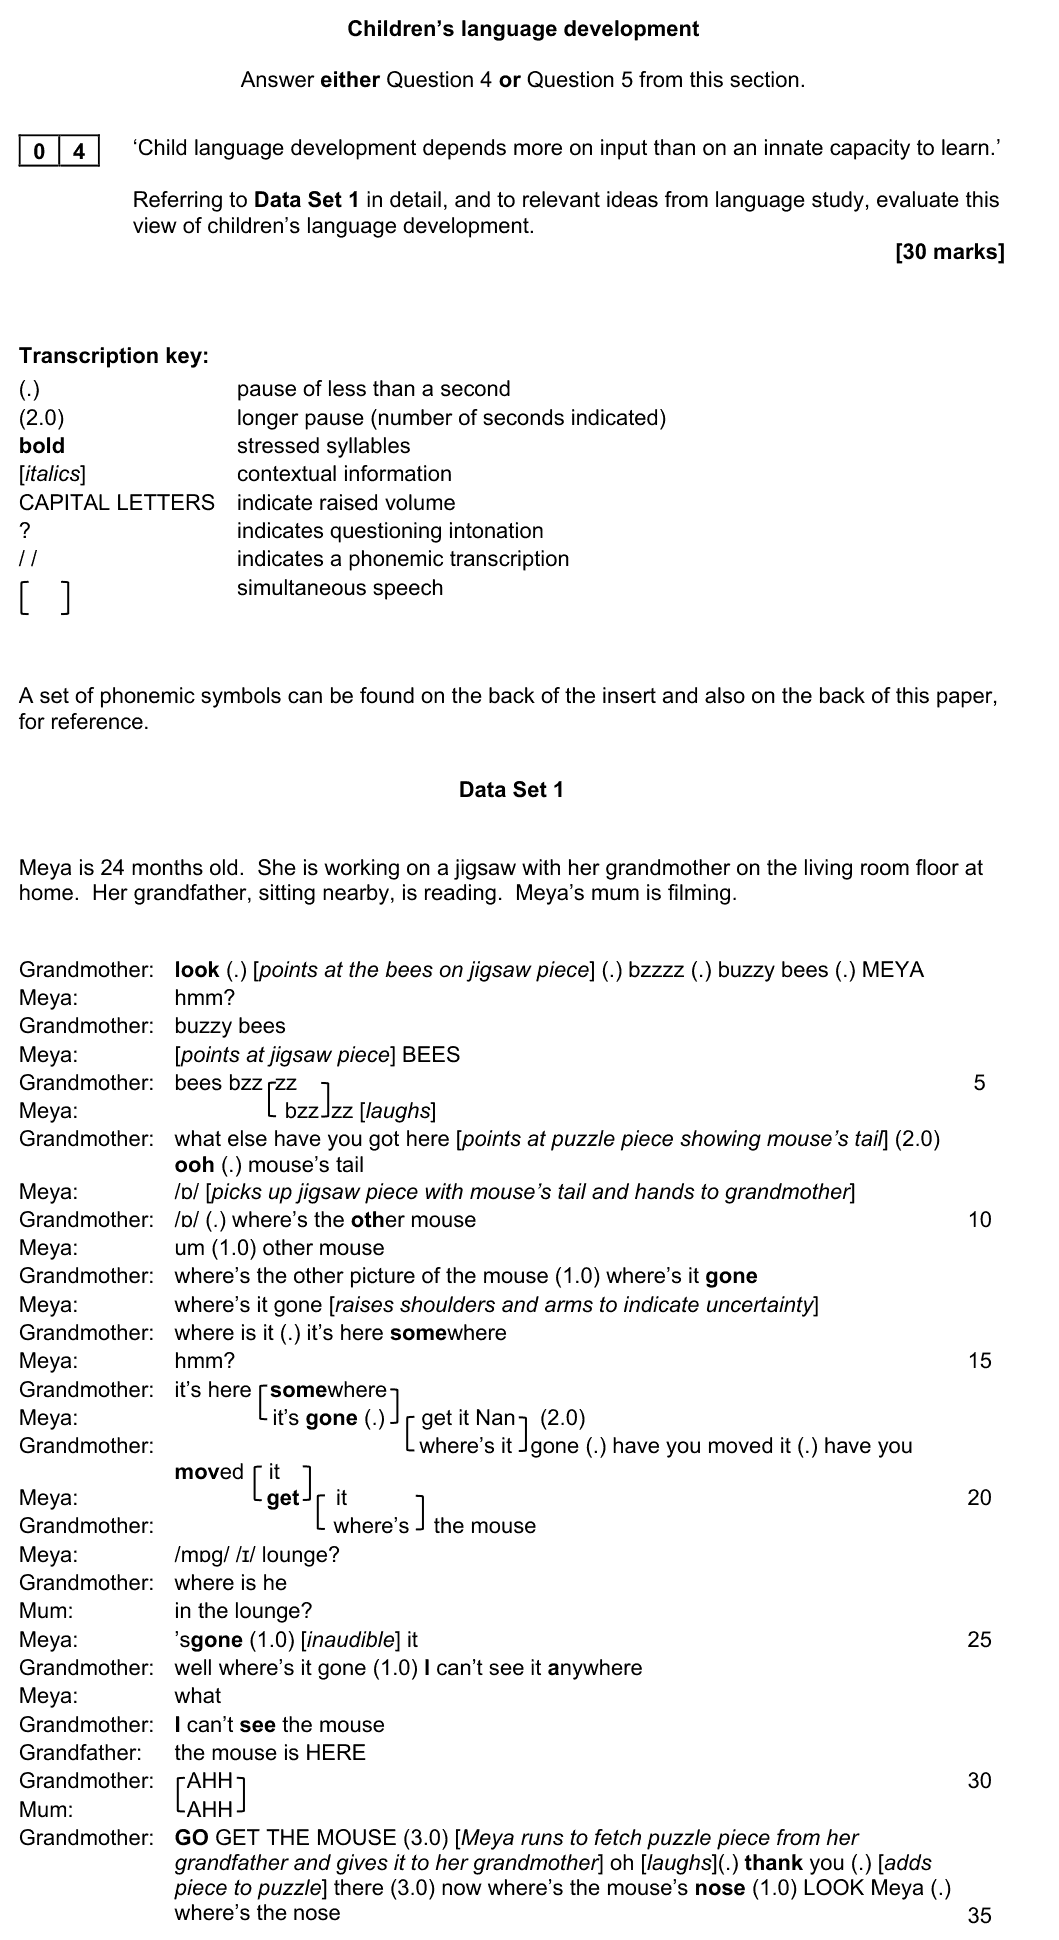 Children's language development
Answer either Question 4 or Question 5 from this section.
0 4 'Child language development depends more on input than on an innate capacity to learn.'
Referring to Data Set 1 in detail, and to relevant ideas from language study, evaluate this
view of children's language development.
[30 marks]
Transcription key:
(.) pause of less than a second
(2.0) longer pause (number of seconds indicated)
bold stressed syllables
[italics] contextual information
CAPITAL LETTERS indicate raised volume
? indicates questioning intonation
/ / indicates a phonemic transcription
[ ] simultaneous speech
A set of phonemic symbols can be found on the back of the insert and also on the back of this paper,
for reference.
Data Set 1
Meya is 24 months old. She is working on a jigsaw with her grandmother on the living room floor at
home. Her grandfather, sitting nearby, is reading. Meya's mum is filming.
Grandmother: look (.) [points at the bees on jigsaw piece] (.) bzzzz (.) buzzy bees (.) MEYA
Meya: hmm?
Grandmother: buzzy bees
Meya: [points at jigsaw piece] BEES
Grandmother: bees bzz[zz ] 5
Meya: [bzz]zz [laughs]
Grandmother: what else have you got here [points at puzzle piece showing mouse's tail] (2.0)
ooh (.) mouse's tail
Meya: /ɒ/ [picks up jigsaw piece with mouse's tail and hands to grandmother]
Grandmother: /ɒ/ (.) where's the other mouse 10
Meya: um (1.0) other mouse
Grandmother: where's the other picture of the mouse (1.0) where's it gone
Meya: where's it gone [raises shoulders and arms to indicate uncertainty]
Grandmother: where is it (.) it's here somewhere
Meya: hmm? 15
Grandmother: it's here [somewhere]
Meya: [it's gone (.)] [get it Nan] (2.0)
Grandmother: [where's it] gone (.) have you moved it (.) have you
moved [it ]
Meya: [get] [it ] 20
Grandmother: [where's] the mouse
Meya: /mɒg/ /ɪ/ lounge?
Grandmother: where is he
Mum: in the lounge?
Meya: 'sgone (1.0) [inaudible] it 25
Grandmother: well where's it gone (1.0) I can't see it anywhere
Meya: what
Grandmother: I can't see the mouse
Grandfather: the mouse is HERE
Grandmother: [AHH] 30
Mum: [AHH]
Grandmother: GO GET THE MOUSE (3.0) [Meya runs to fetch puzzle piece from her
grandfather and gives it to her grandmother] oh [laughs](.) thank you (.) [adds
piece to puzzle] there (3.0) now where's the mouse's nose (1.0) LOOK Meya (.)
where's the nose 35